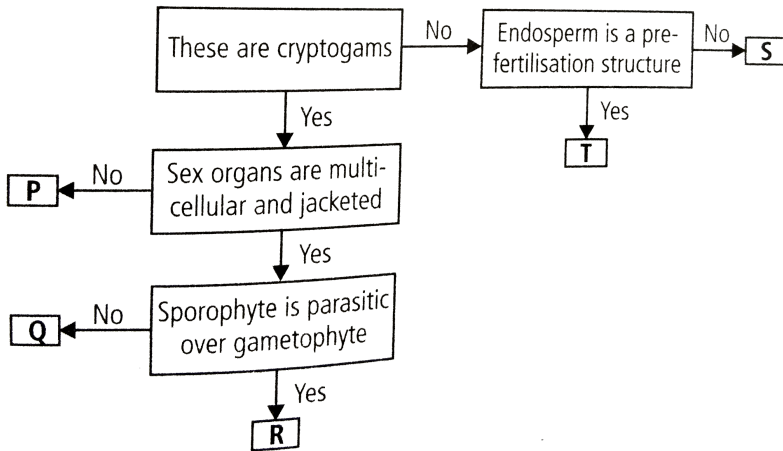 These are cryptogams
No
Endosperm is a pre-
fertilisation structure
No
S
Yes
Yes
T
Sex organs are multi-
cellular and jacketed
No
P
Yes
Sporophyte is parasitic
over gametophyte
No
Q
Yes
R